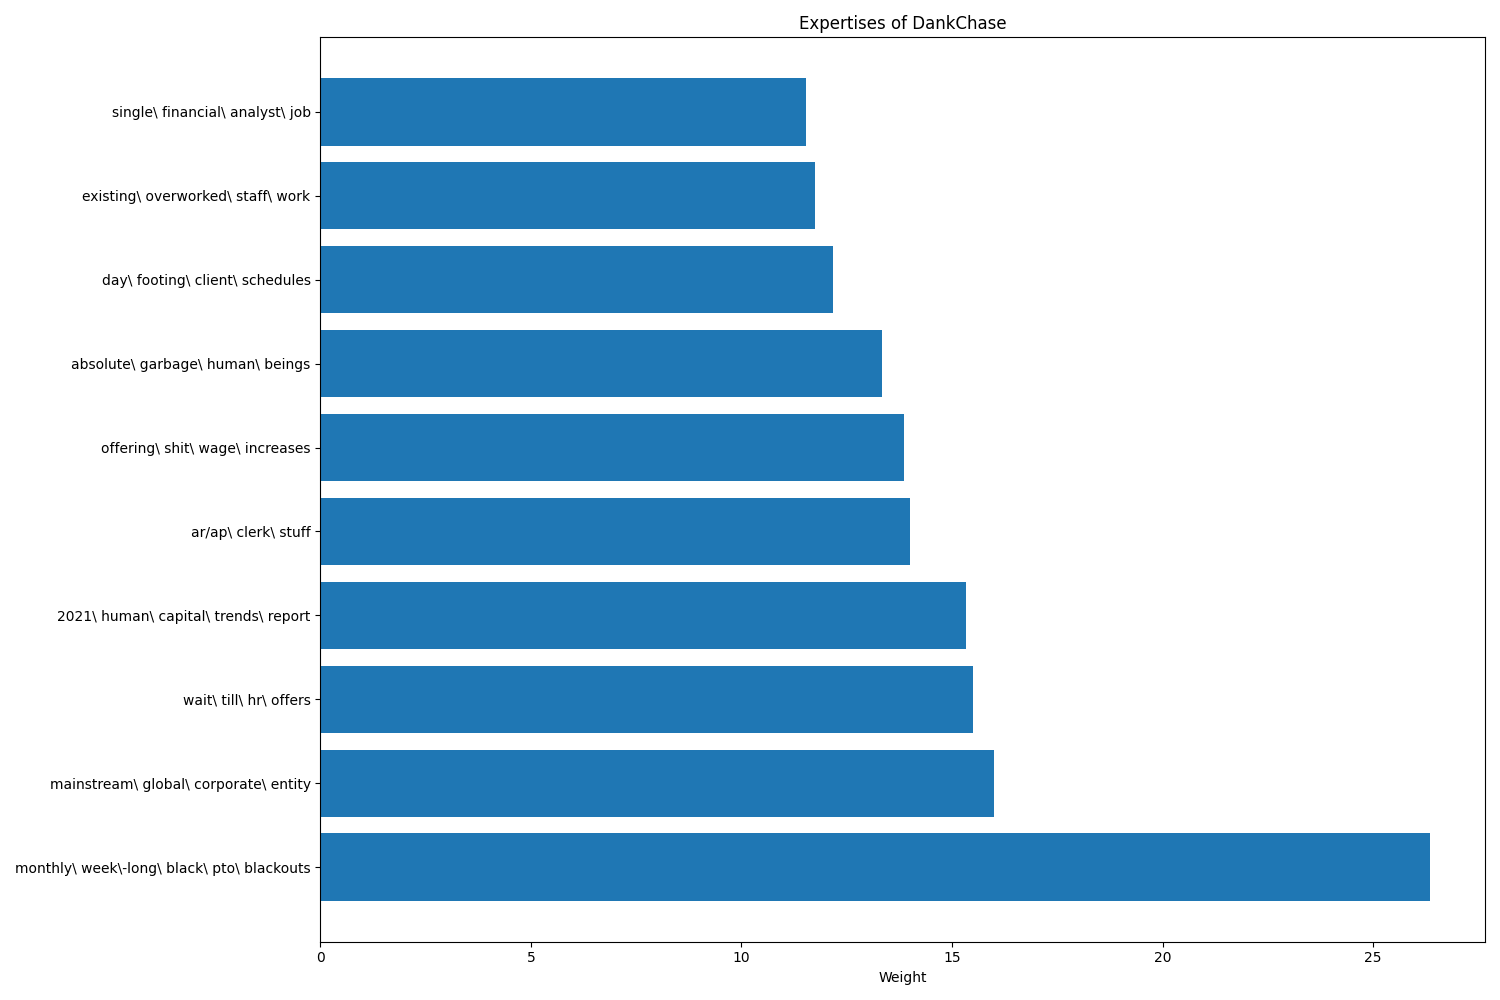 Expertises of DankChase
single\ financial\ analyst\ job
existing\ overworked\ staff\ work
day\ footing\ client\ schedules
absolute\ garbage\ human\ beings
offering\ shit\ wage\ increases
ar/ap\ clerk\ stuff
2021\ human\ capital\ trends\ report
wait\ till\ hr\ offers
mainstream\ global\ corporate\ entity
monthly\ week\-long\ black\ pto\ blackouts
0 5 10 15 20 25
Weight